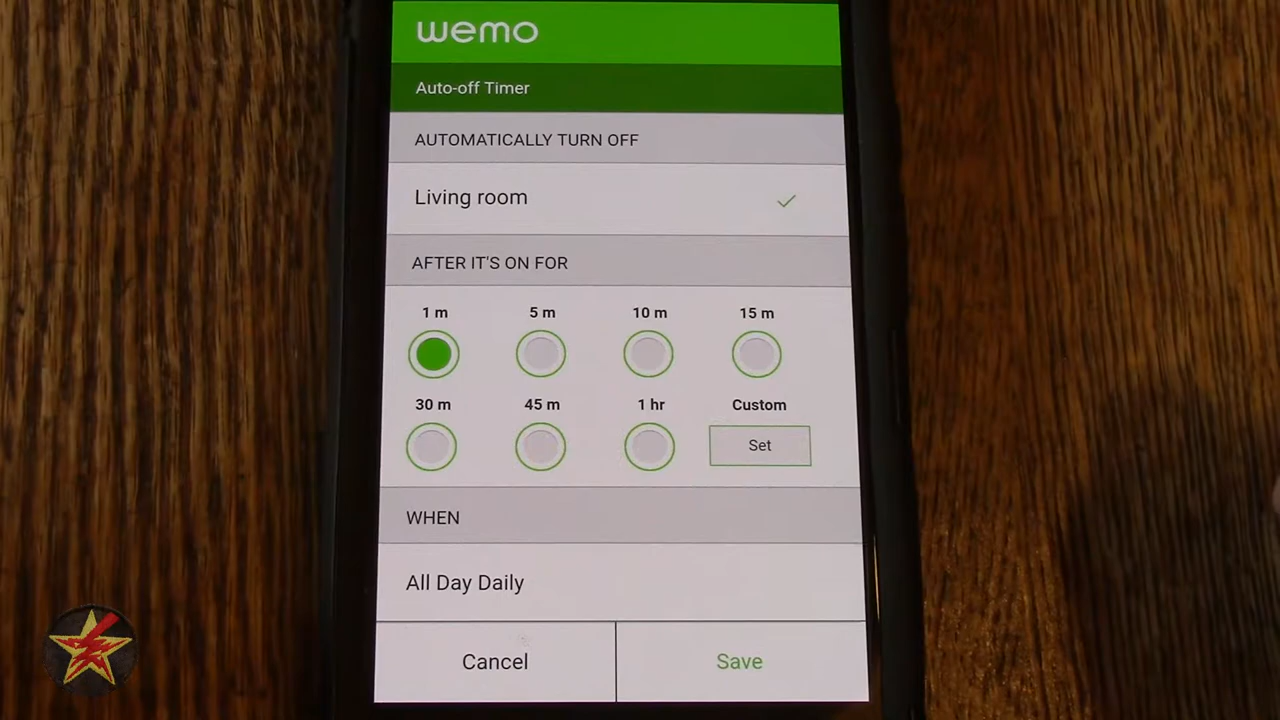 wemo
Auto-off Timer
AUTOMATICALLY TURN OFF
Living room
AFTER IT'S ON FOR
1 m 5 m 10 m 15 m
30 m 45 m 1 hr Custom
Set
WHEN
All Day Daily
Cancel Save